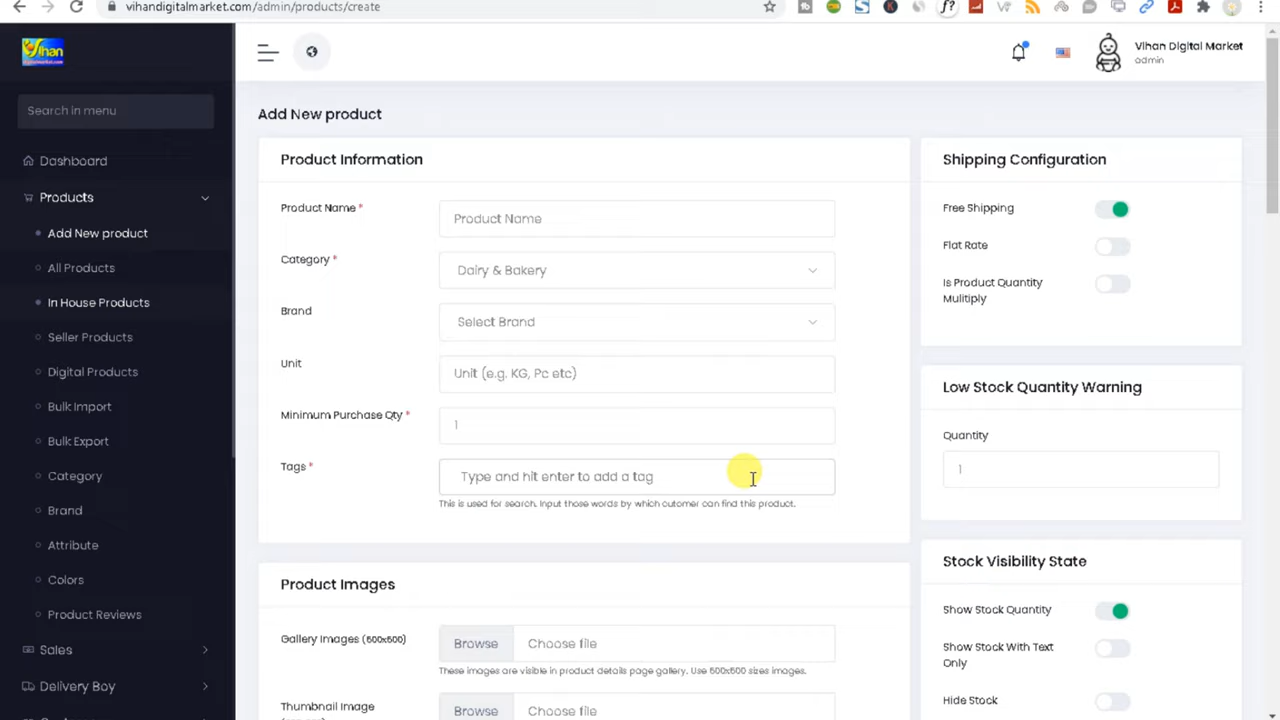 vihandigitalmarket.com/admin/products/create
Vihan
Search in menu
Dashboard
Products
Add New product
All Products
In House Products
Seller Products
Digital Products
Bulk Import
Bulk Export
Category
Brand
Attribute
Colors
Product Reviews
Sales
Delivery Boy
Vihan Digital Market
admin
Add New product
Product Information
Product Name *
Product Name
Category *
Dairy & Bakery
Brand
Select Brand
Unit
Unit (e.g. KG, Pc etc)
Minimum Purchase Qty *
1
Tags *
Type and hit enter to add a tag
This is used for search. Input those words by which cutomer can find this product.
Product Images
Gallery Images (600x600)
Browse
Choose file
These images are visible in product details page gallery. Use 600x600 sizes images.
Thumbnail Image
Browse
Choose file
Shipping Configuration
Free Shipping
Flat Rate
Is Product Quantity
Mulitiply
Low Stock Quantity Warning
Quantity
1
Stock Visibility State
Show Stock Quantity
Show Stock With Text
Only
Hide Stock